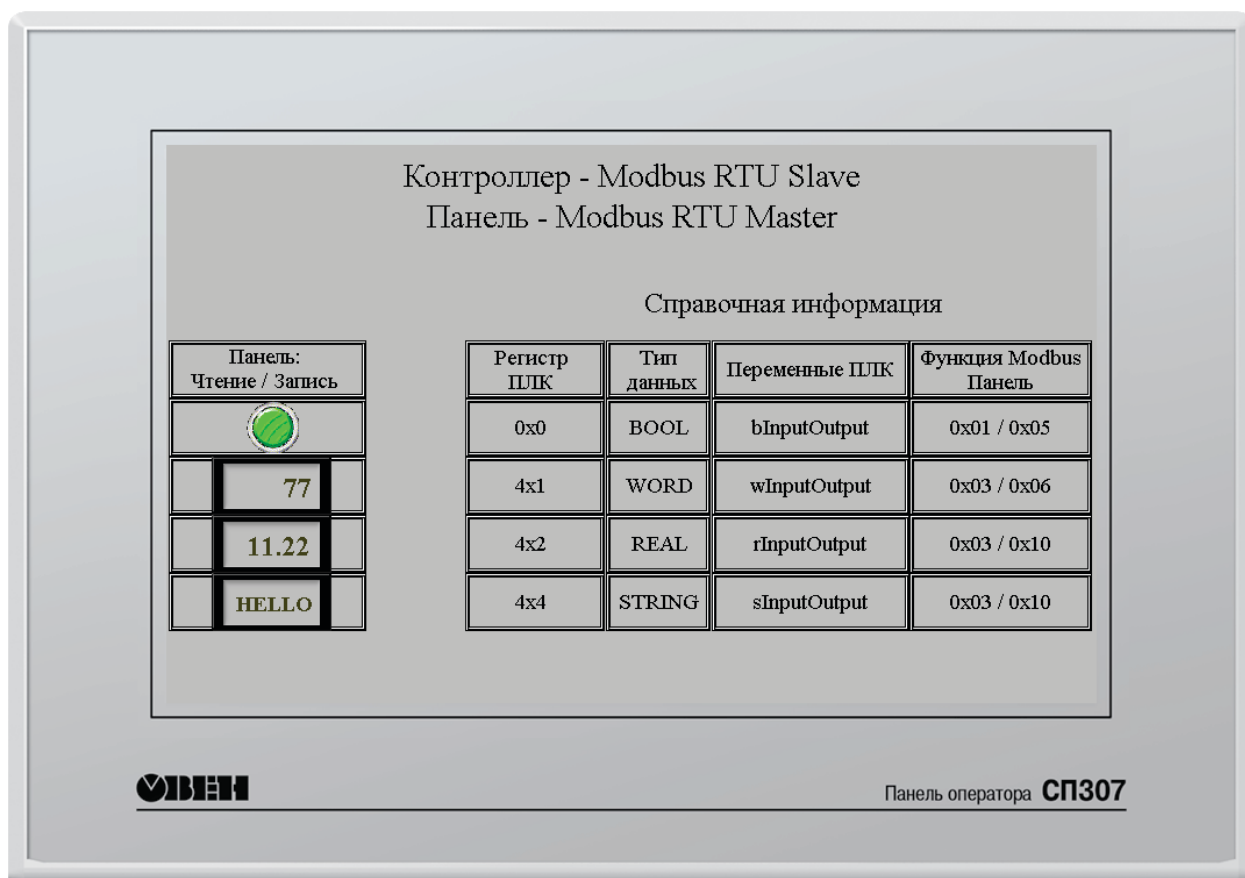 Контроллер - Modbus RTU Slave
Панель - Modbus RTU Master
Справочная информация
Панель:
Чтение / Запись
77
11.22
HELLO
Регистр ПЛК Тип данных Переменные ПЛК Функция Modbus Панель
0x0 BOOL bInputOutput 0x01 / 0x05
4x1 WORD wInputOutput 0x03 / 0x06
4x2 REAL rInputOutput 0x03 / 0x10
4x4 STRING sInputOutput 0x03 / 0x10
ОВЕН
Панель оператора СП307